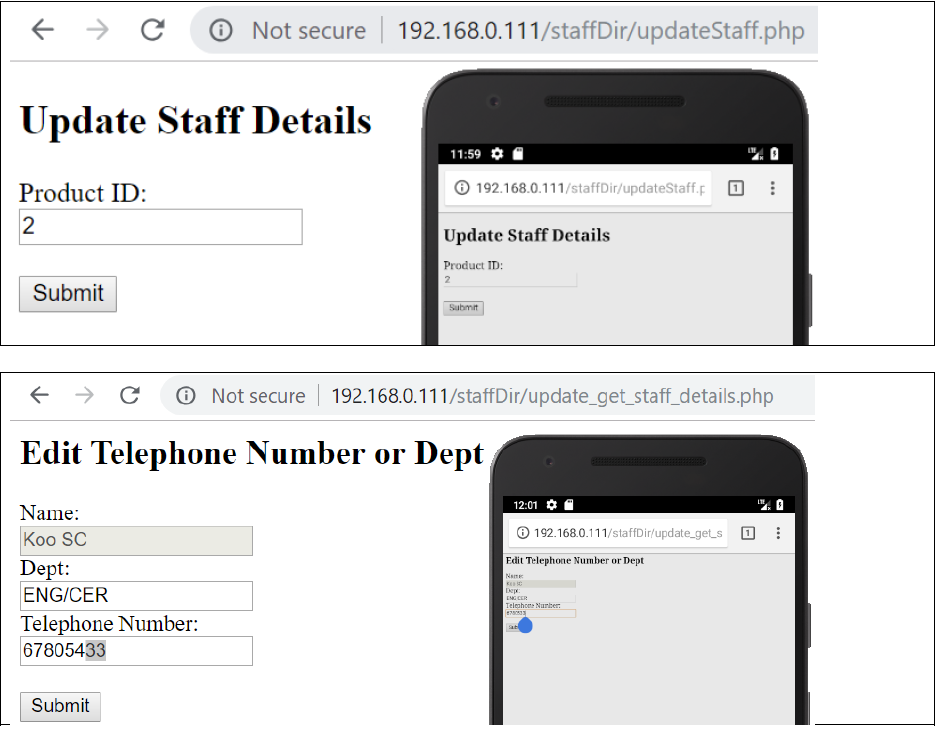 Not secure 192.168.0.111/staffDir/updateStaff.php
Update Staff Details
Product ID:
2
Submit
11:59 LTE
192.168.0.111/staffDir/updateStaff.p
1
Update Staff Details
Product ID:
2
Submit
Not secure 192.168.0.111/staffDir/update_get_staff_details.php
Edit Telephone Number or Dept
Name:
Koo SC
Dept:
ENG/CER
Telephone Number:
67805433
Submit
12:01 LTE
192.168.0.111/staffDir/update_get_s
1
Edit Telephone Number or Dept
Name:
Koo SC
Dept:
ENG/CER
Telephone Number:
67805433